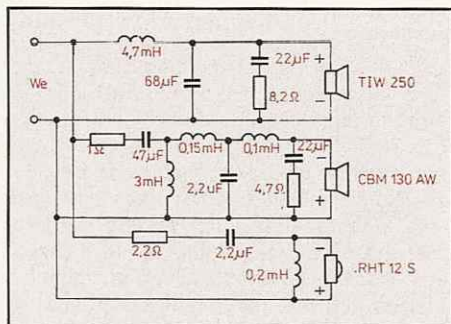 4,7mH
22µF
+
We
68µF
8,2Ω
TIW 250
−
1Ω
47µF
0,15mH
0,1mH
22µF
−
3mH
2,2uF
4,7Ω
CBM 130 AW
+
2,2Ω
2,2µF
0,2mH
−
.RHT 12 S
+